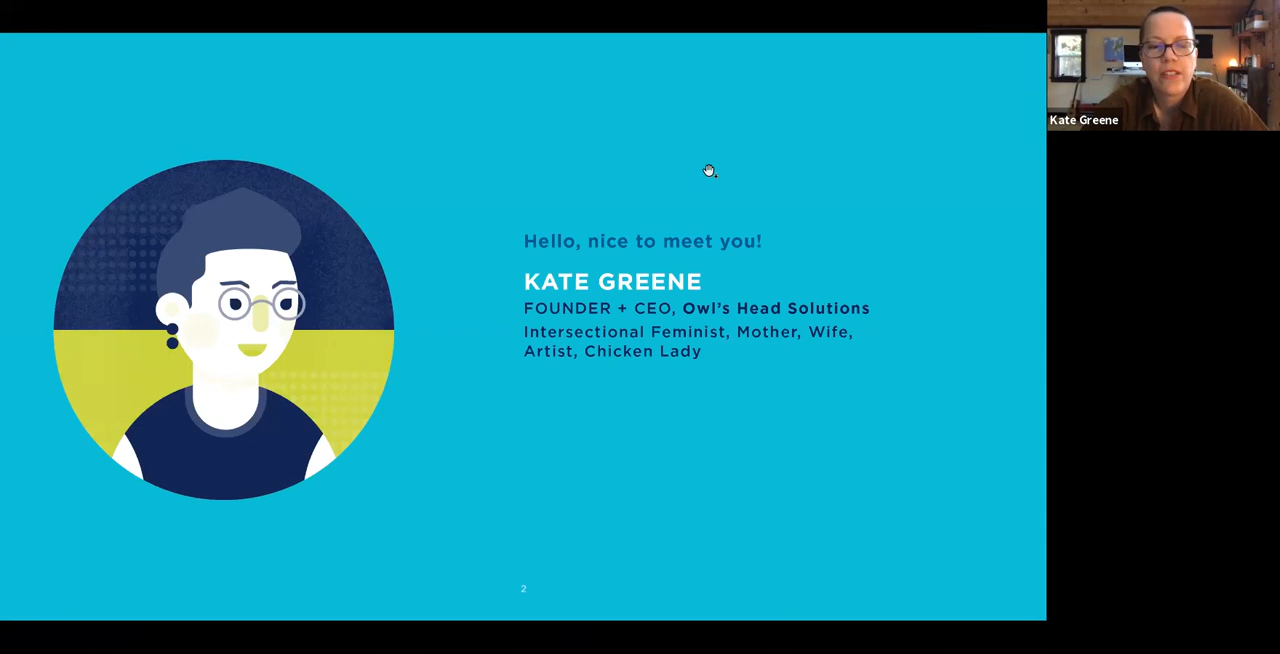 Hello, nice to meet you!
KATE GREENE
FOUNDER + CEO, Owl's Head Solutions
Intersectional Feminist, Mother, Wife,
Artist, Chicken Lady
2
Kate Greene